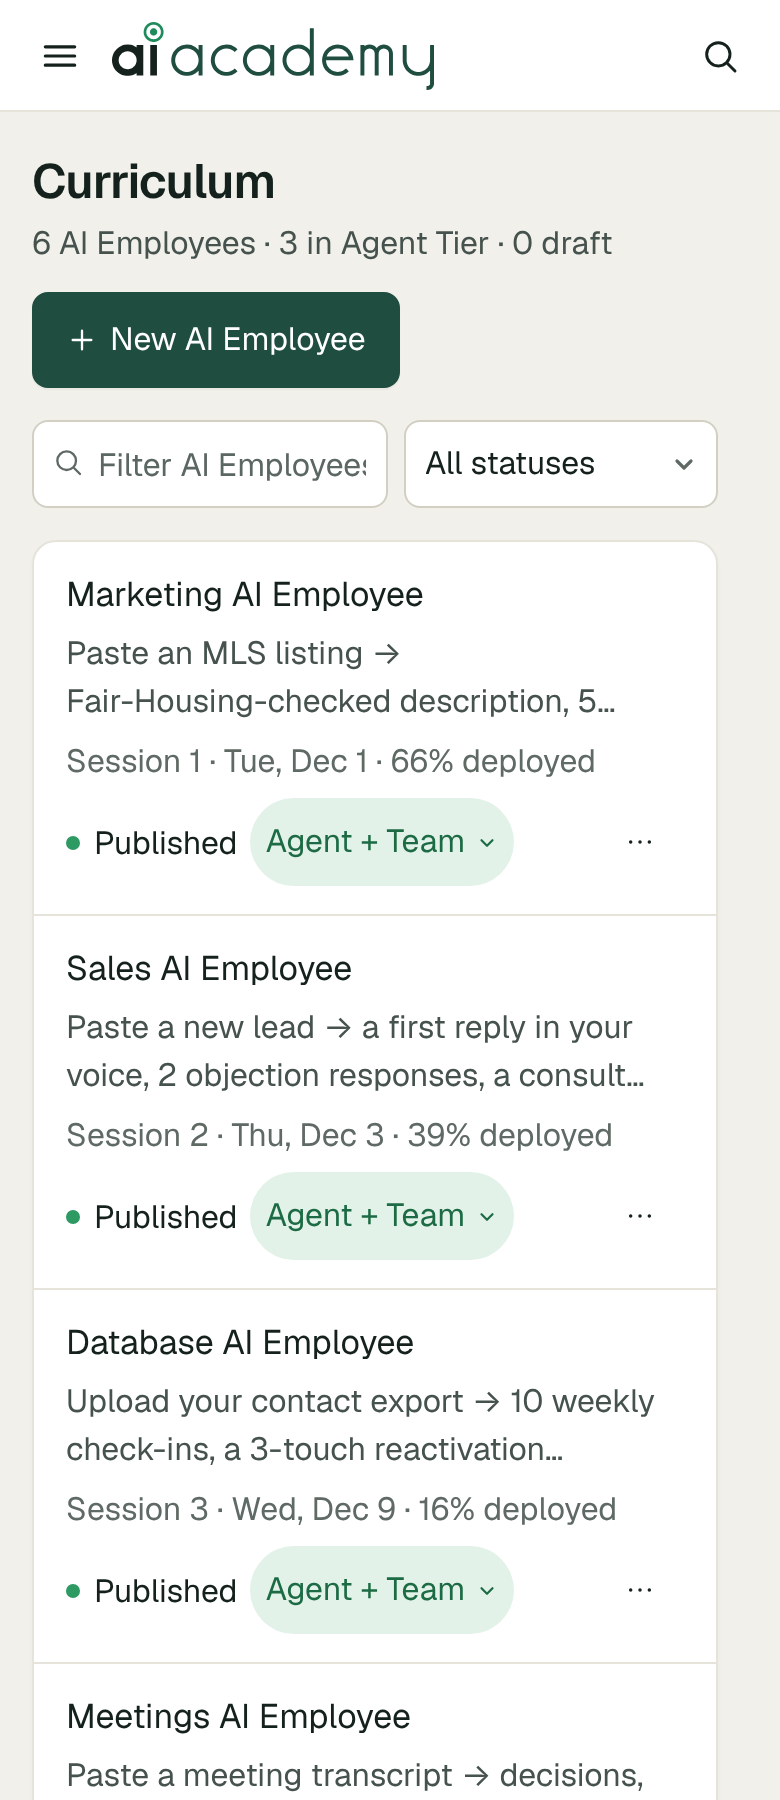 ai academy
Curriculum
6 AI Employees · 3 in Agent Tier · 0 draft
+ New AI Employee
Filter AI Employees
All statuses
Marketing AI Employee
Paste an MLS listing →
Fair-Housing-checked description, 5…
Session 1 · Tue, Dec 1 · 66% deployed
Published
Agent + Team
···
Sales AI Employee
Paste a new lead → a first reply in your
voice, 2 objection responses, a consult…
Session 2 · Thu, Dec 3 · 39% deployed
Published
Agent + Team
···
Database AI Employee
Upload your contact export → 10 weekly
check-ins, a 3-touch reactivation…
Session 3 · Wed, Dec 9 · 16% deployed
Published
Agent + Team
···
Meetings AI Employee
Paste a meeting transcript → decisions,